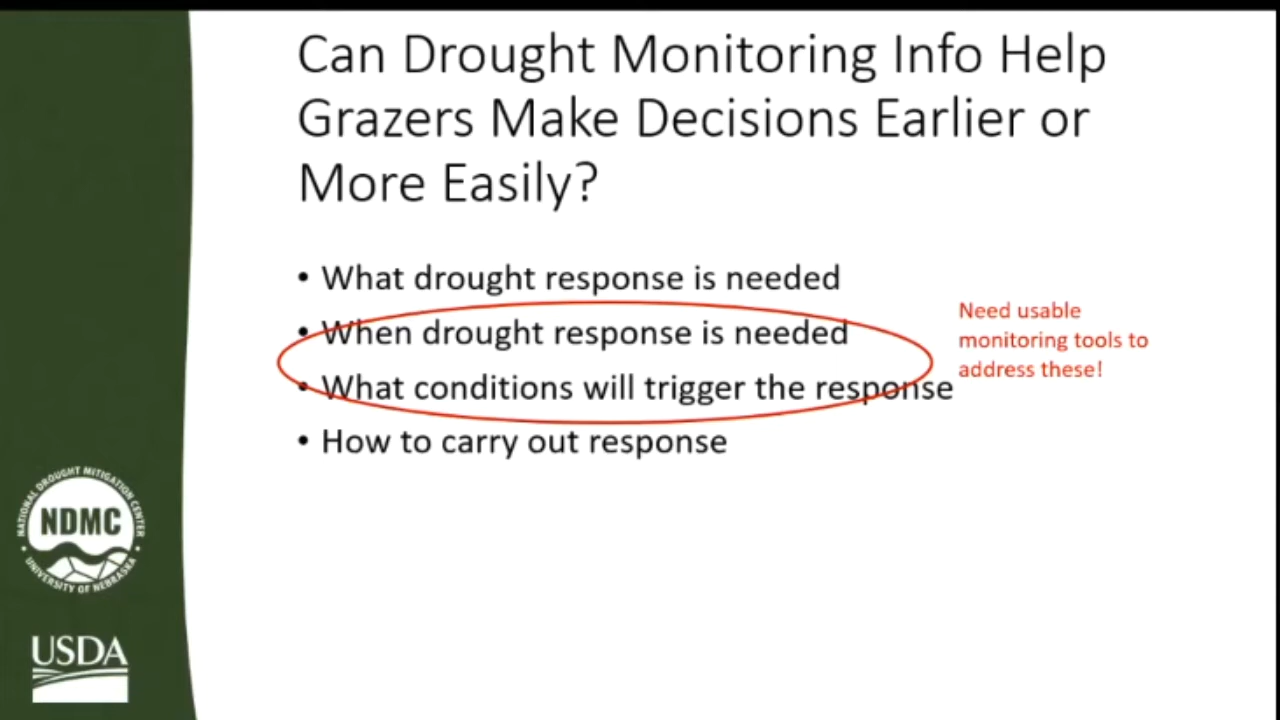 Can Drought Monitoring Info Help
Grazers Make Decisions Earlier or
More Easily?
• What drought response is needed
• When drought response is needed
• What conditions will trigger the response
• How to carry out response
Need usable
monitoring tools to
address these!
NATIONAL DROUGHT MITIGATION CENTER
NDMC
UNIVERSITY OF NEBRASKA
USDA